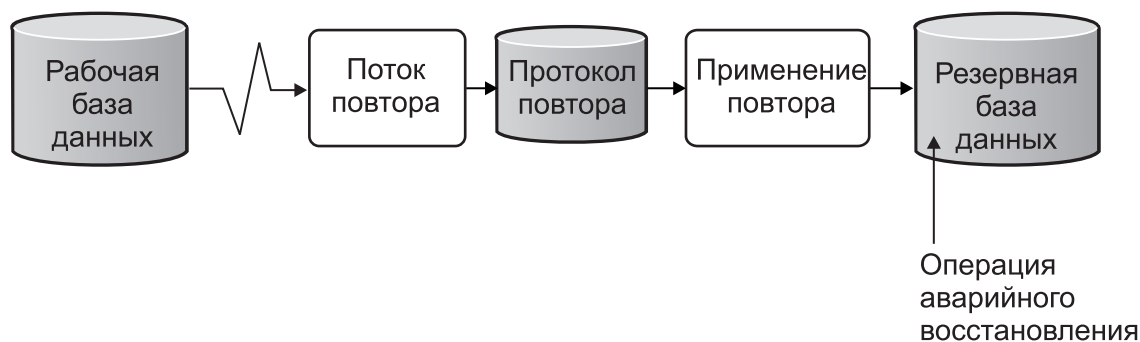 Рабочая
база
данных
Поток
повтора
Протокол
повтора
Применение
повтора
Резервная
база
данных
Операция
аварийного
восстановления